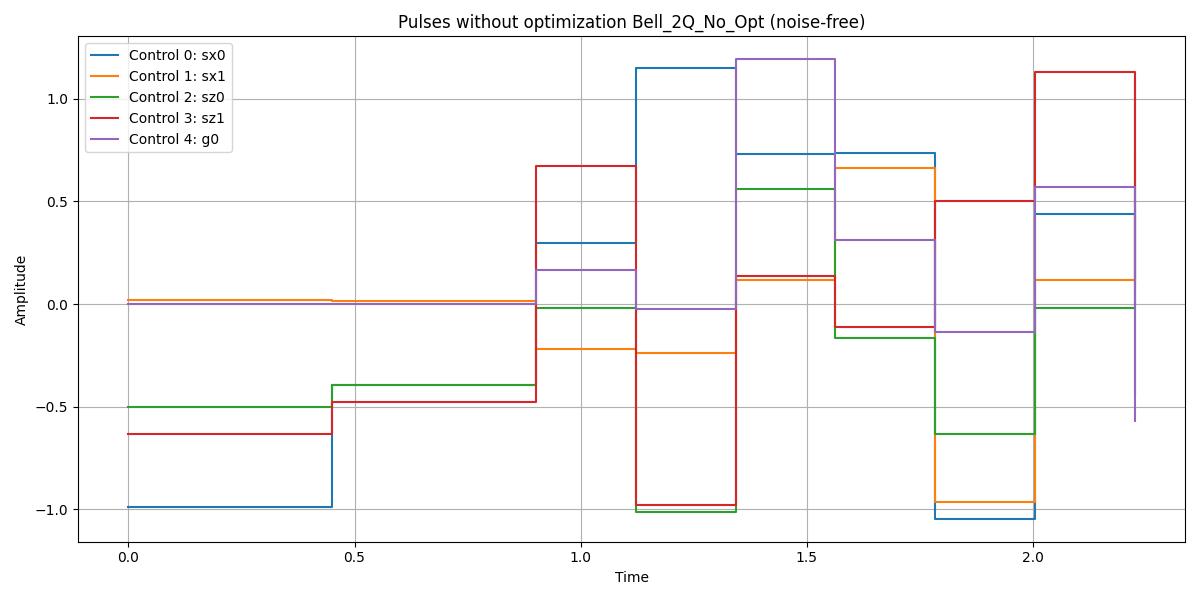 Pulses without optimization Bell_2Q_No_Opt (noise-free)
Control 0: sx0
Control 1: sx1
Control 2: sz0
Control 3: sz1
Control 4: g0
Amplitude
1.0
0.5
0.0
−0.5
−1.0
0.0 0.5 1.0 1.5 2.0
Time